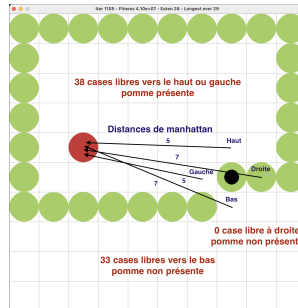 Iter 1105 - Fitness 4.10e+07 - Eaten 28 - Longest ever 29
38 cases libres vers le haut ou gauche
pomme présente
Distances de manhattan
5
Haut
7
Droite
Gauche
7
5
Bas
0 case libre à droite
pomme non présent
33 cases libres vers le bas
pomme non présente